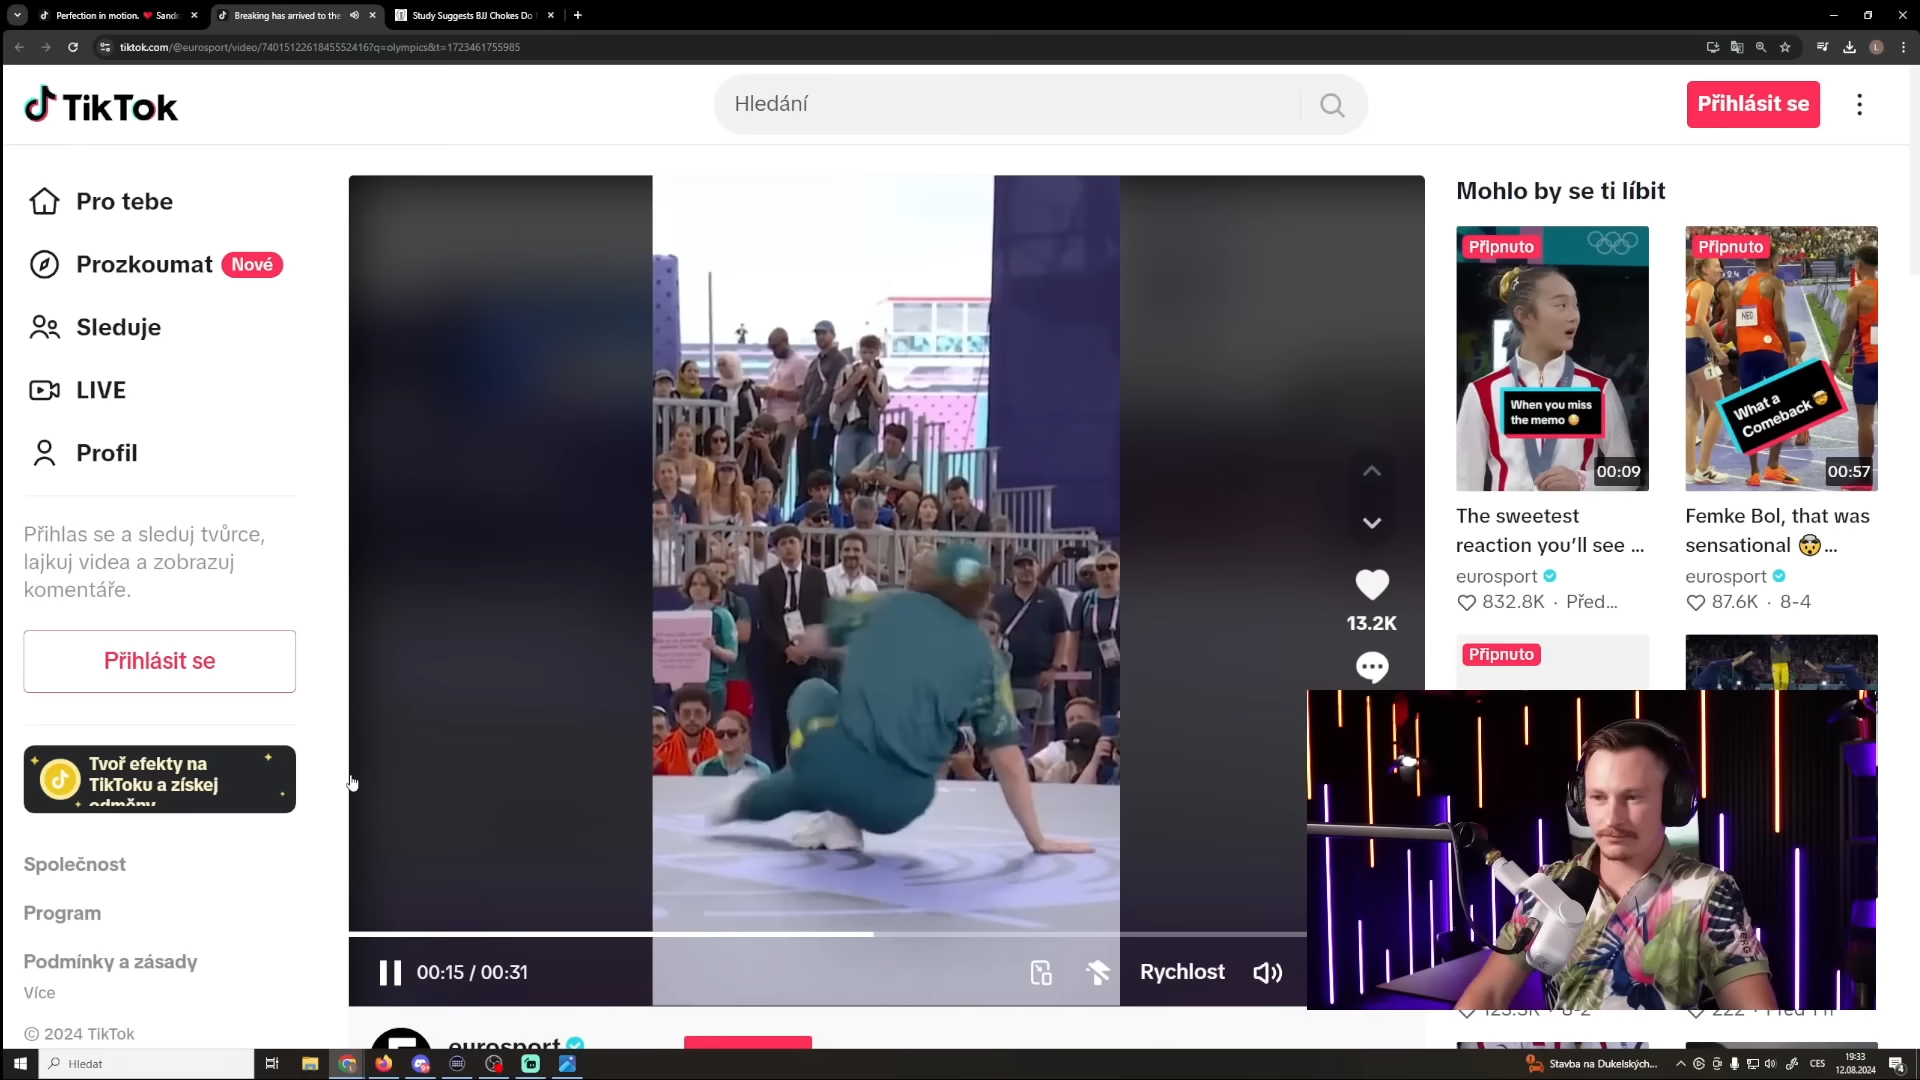 Perfection in motion. ❤️ Sandr
Breaking has arrived to the
Study Suggests BJJ Chokes Do
tiktok.com/@eurosport/video/7401512261845552416?q=olympics&t=1723461755985
TikTok
Hledání
Přihlásit se
Pro tebe
Prozkoumat Nové
Sleduje
LIVE
Profil
Přihlas se a sleduj tvůrce,
lajkuj videa a zobrazuj
komentáře.
Přihlásit se
Tvoř efekty na
TikToku a získej
odměny
Společnost
Program
Podmínky a zásady
Více
© 2024 TikTok
13.2K
00:15 / 00:31
Rychlost
eurosport
Mohlo by se ti líbit
Připnuto
When you miss
the memo 😳
00:09
The sweetest
reaction you'll see ...
eurosport
832.8K · Před...
Připnuto
NED
What a
Comeback 🤯
00:57
Femke Bol, that was
sensational 🤯...
eurosport
87.6K · 8-4
Připnuto
Hledat
Stavba na Dukelských...
CES
19:33
12.08.2024
4